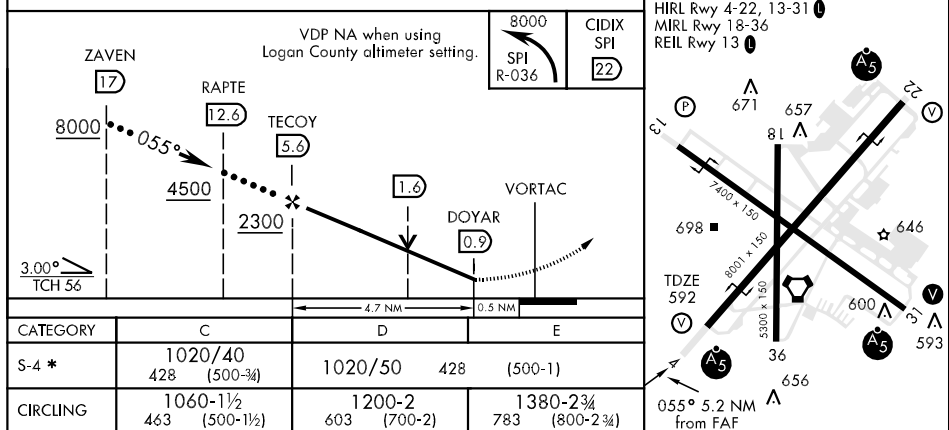 VDP NA when using
Logan County altimeter setting.
8000
SPI
R-036
CIDIX
SPI
22
ZAVEN
17
RAPTE
12.6
TECOY
5.6
8000
055°
4500
2300
1.6
VORTAC
DOYAR
0.9
3.00°
TCH 56
4.7 NM
0.5 NM
CATEGORY C D E
S-4 * 1020/40 428 (500-¾) 1020/50 428 (500-1)
CIRCLING 1060-1½ 463 (500-1½) 1200-2 603 (700-2) 1380-2¾ 783 (800-2¾)
HIRL Rwy 4-22, 13-31 L
MIRL Rwy 18-36
REIL Rwy 13 L
A5
671
657
22
V
P
13
18
7400 x 150
698
646
8001 x 150
TDZE
592
5300 x 150
600
V
31
593
V
A5
4
A5
36
656
055° 5.2 NM
from FAF